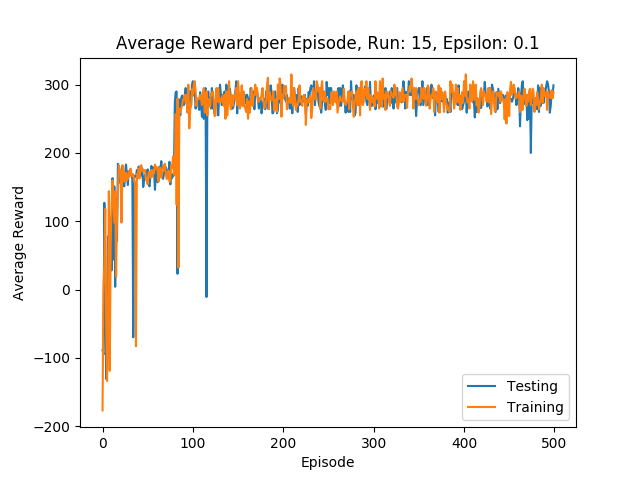 Average Reward per Episode, Run: 15, Epsilon: 0.1
Average Reward
300
200
100
0
−100
−200
0
100
200
300
400
500
Episode
Testing
Training